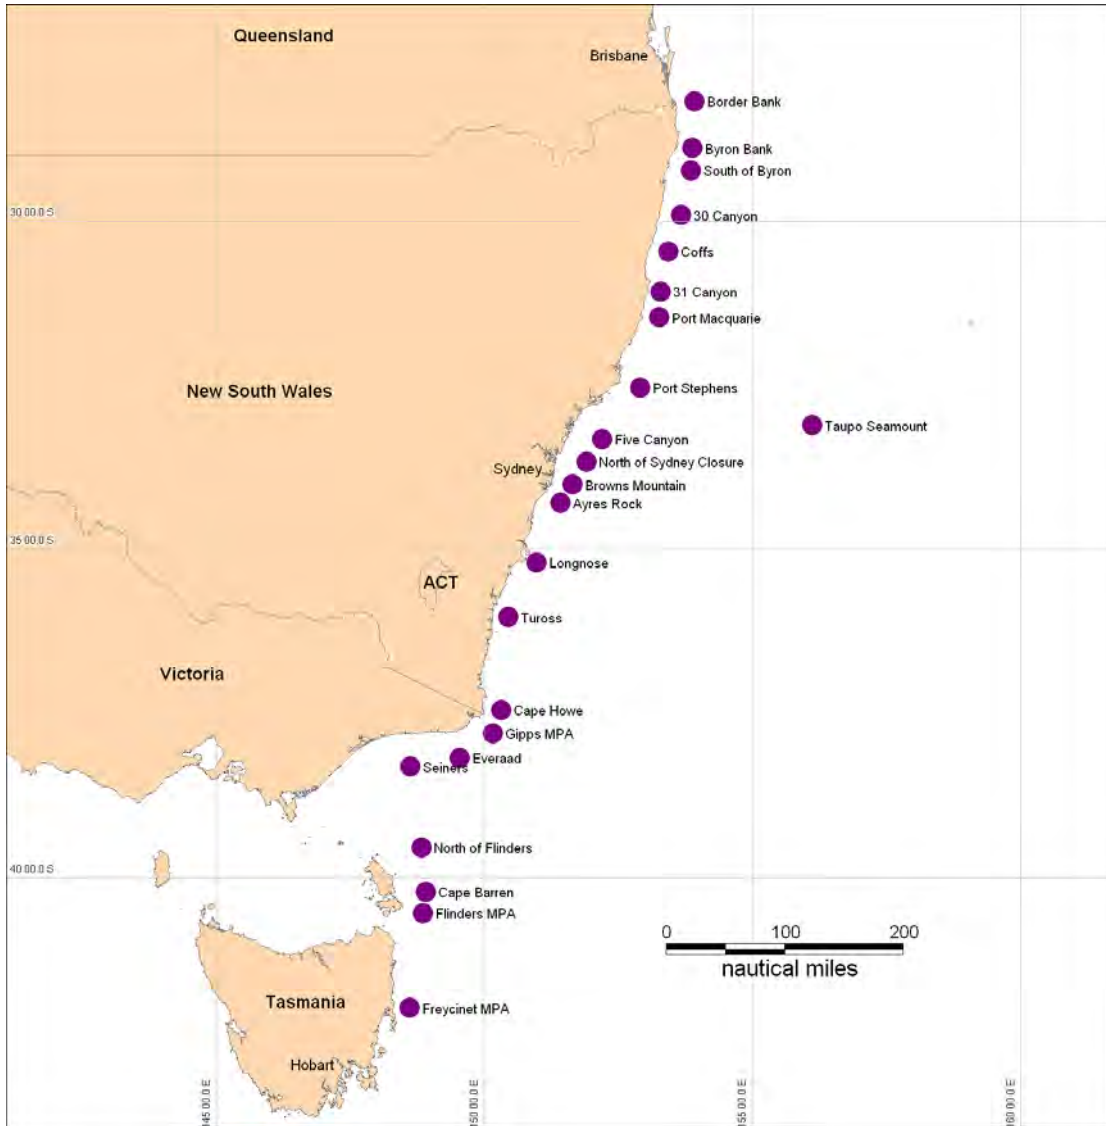 Queensland
Brisbane
Border Bank
Byron Bank
South of Byron
30 00.0 S
30 Canyon
Coffs
31 Canyon
Port Macquarie
New South Wales
Port Stephens
Taupo Seamount
Five Canyon
Sydney
North of Sydney Closure
Browns Mountain
Ayres Rock
35 00.0 S
Longnose
ACT
Tuross
Victoria
Cape Howe
Gipps MPA
Everaad
Seiners
North of Flinders
40 00.0 S
Cape Barren
Flinders MPA
0 100 200
nautical miles
Tasmania
Freycinet MPA
Hobart
45 00.0 E
50 00.0 E
55 00.0 E
60 00.0 E